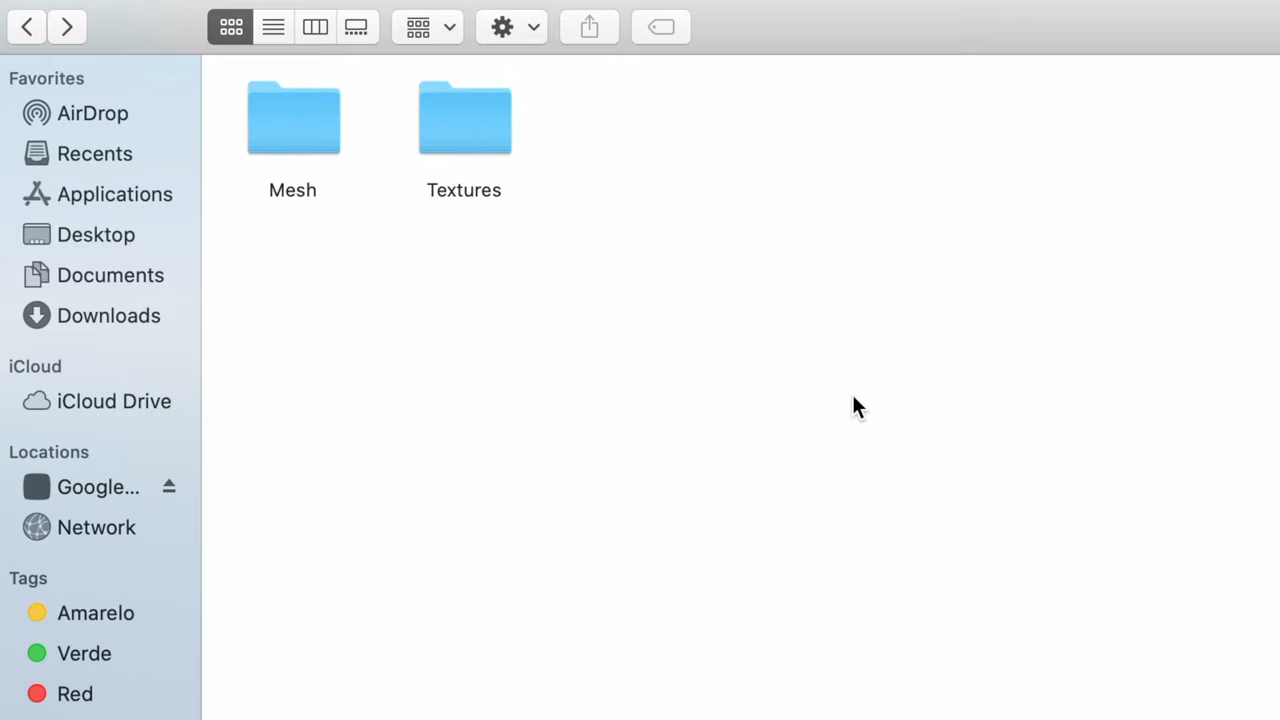 Favorites
AirDrop
Recents
Applications
Desktop
Documents
Downloads
iCloud
iCloud Drive
Locations
Google...
Network
Tags
Amarelo
Verde
Red
Mesh
Textures